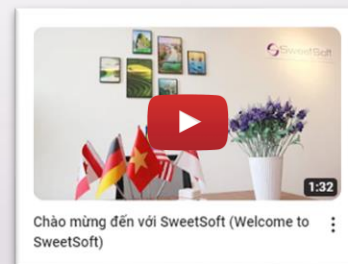 SweetSoft
1:32
Chào mừng đến với SweetSoft (Welcome to
SweetSoft)